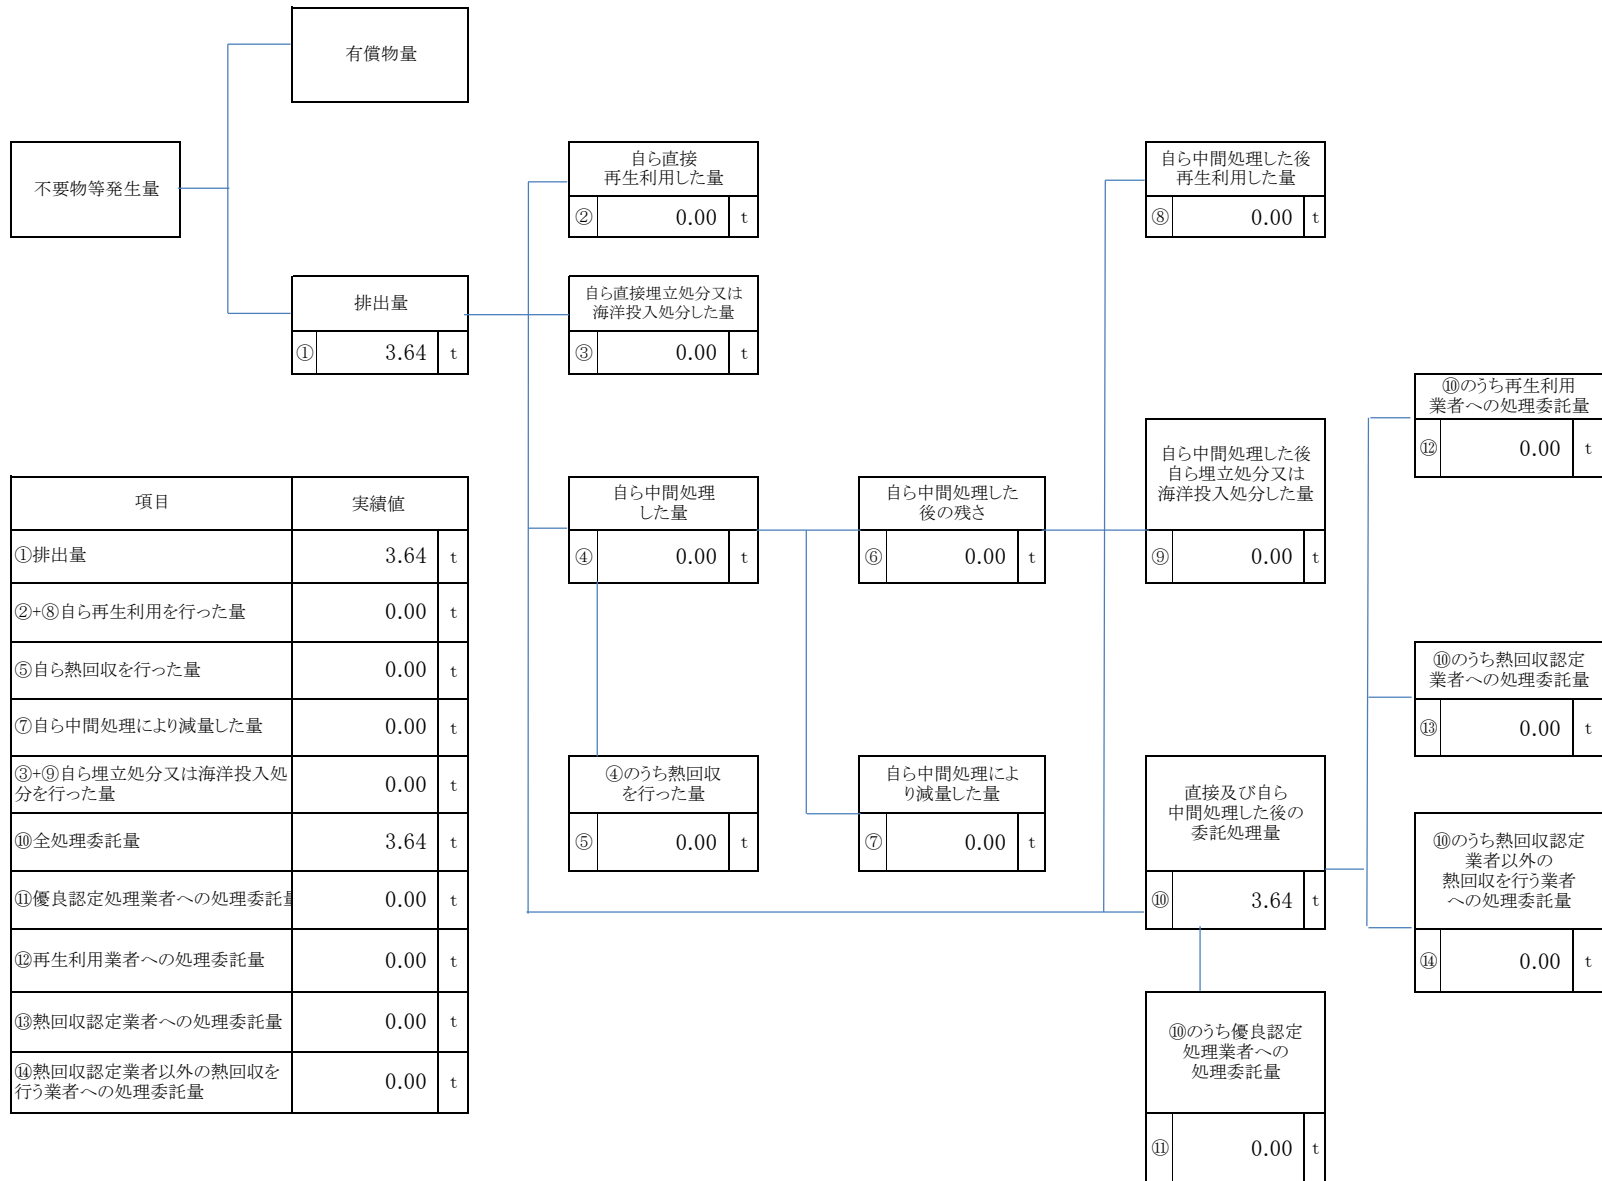 有償物量
不要物等発生量
排出量
① 3.64 t
自ら直接
再生利用した量
② 0.00 t
自ら直接埋立処分又は
海洋投入処分した量
③ 0.00 t
自ら中間処理
した量
④ 0.00 t
④のうち熱回収
を行った量
⑤ 0.00 t
自ら中間処理した
後の残さ
⑥ 0.00 t
自ら中間処理によ
り減量した量
⑦ 0.00 t
自ら中間処理した後
再生利用した量
⑧ 0.00 t
自ら中間処理した後
自ら埋立処分又は
海洋投入処分した量
⑨ 0.00 t
直接及び自ら
中間処理した後の
委託処理量
⑩ 3.64 t
⑩のうち優良認定
処理業者への
処理委託量
⑪ 0.00 t
⑩のうち再生利用
業者への処理委託量
⑫ 0.00 t
⑩のうち熱回収認定
業者への処理委託量
⑬ 0.00 t
⑩のうち熱回収認定
業者以外の
熱回収を行う業者
への処理委託量
⑭ 0.00 t
項目 実績値
①排出量 3.64 t
②+⑧自ら再生利用を行った量 0.00 t
⑤自ら熱回収を行った量 0.00 t
⑦自ら中間処理により減量した量 0.00 t
③+⑨自ら埋立処分又は海洋投入処
分を行った量 0.00 t
⑩全処理委託量 3.64 t
⑪優良認定処理業者への処理委託量 0.00 t
⑫再生利用業者への処理委託量 0.00 t
⑬熱回収認定業者への処理委託量 0.00 t
⑭熱回収認定業者以外の熱回収を
行う業者への処理委託量 0.00 t